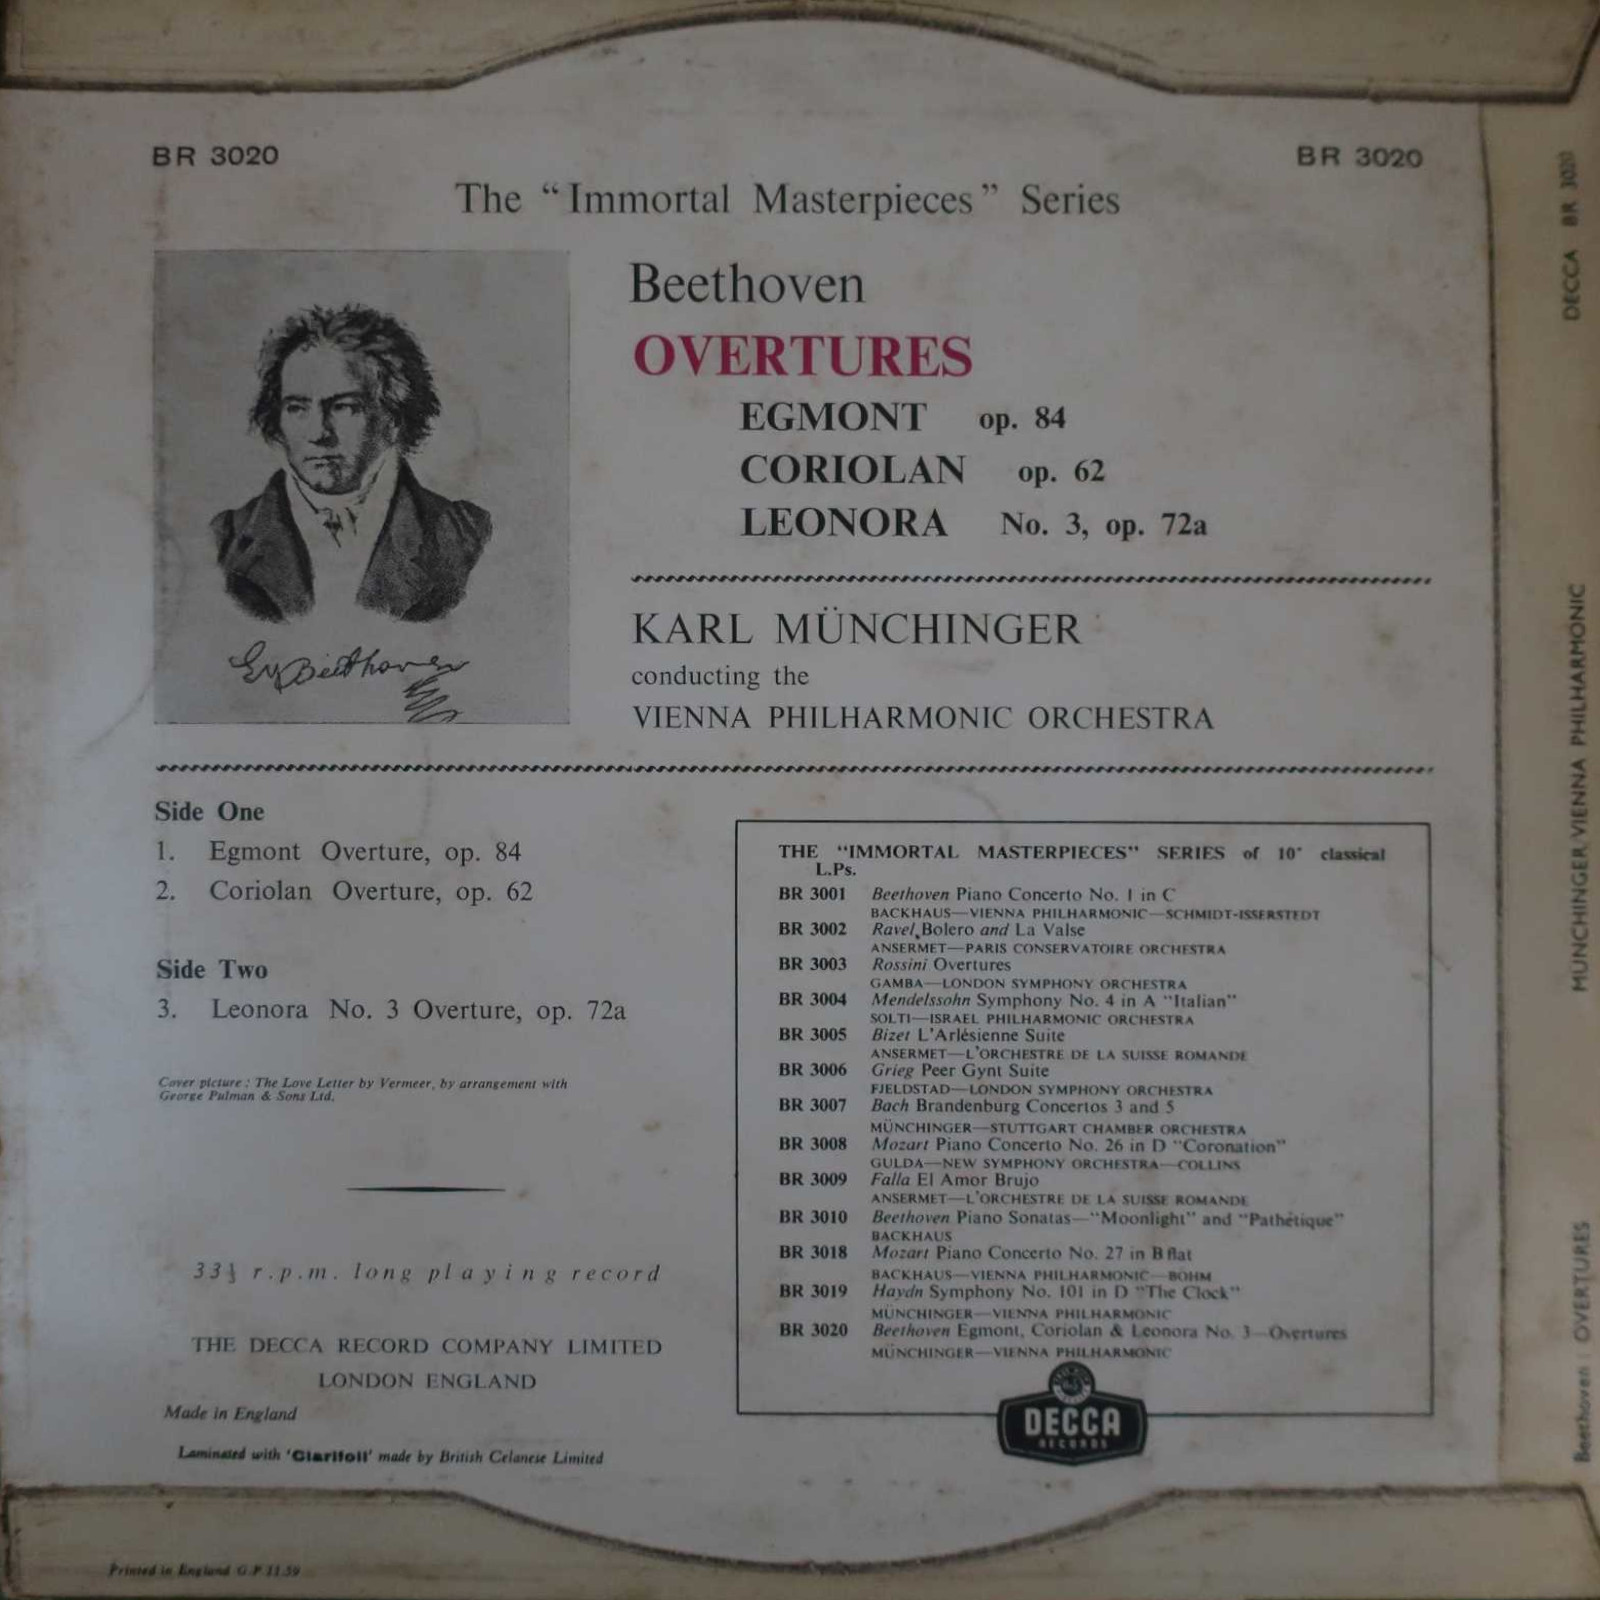 BR 3020
BR 3020
The "Immortal Masterpieces" Series
Beethoven
OVERTURES
EGMONT op. 84
CORIOLAN op. 62
LEONORA No. 3, op. 72a
KARL MÜNCHINGER
conducting the
VIENNA PHILHARMONIC ORCHESTRA
Side One
1. Egmont Overture, op. 84
2. Coriolan Overture, op. 62
Side Two
3. Leonora No. 3 Overture, op. 72a
Cover picture : The Love Letter by Vermeer, by arrangement with
George Pulman & Sons Ltd.
33⅓ r.p.m. long playing record
THE DECCA RECORD COMPANY LIMITED
LONDON ENGLAND
Made in England
Laminated with 'Clarifoil' made by British Celanese Limited
Printed in England G.P 11.59
THE "IMMORTAL MASTERPIECES" SERIES of 10" classical
L.Ps.
BR 3001 Beethoven Piano Concerto No. 1 in C
BACKHAUS—VIENNA PHILHARMONIC—SCHMIDT-ISSERSTEDT
BR 3002 Ravel Bolero and La Valse
ANSERMET—PARIS CONSERVATOIRE ORCHESTRA
BR 3003 Rossini Overtures
GAMBA—LONDON SYMPHONY ORCHESTRA
BR 3004 Mendelssohn Symphony No. 4 in A "Italian"
SOLTI—ISRAEL PHILHARMONIC ORCHESTRA
BR 3005 Bizet L'Arlésienne Suite
ANSERMET—L'ORCHESTRE DE LA SUISSE ROMANDE
BR 3006 Grieg Peer Gynt Suite
FJELDSTAD—LONDON SYMPHONY ORCHESTRA
BR 3007 Bach Brandenburg Concertos 3 and 5
MÜNCHINGER—STUTTGART CHAMBER ORCHESTRA
BR 3008 Mozart Piano Concerto No. 26 in D "Coronation"
GULDA—NEW SYMPHONY ORCHESTRA—COLLINS
BR 3009 Falla El Amor Brujo
ANSERMET—L'ORCHESTRE DE LA SUISSE ROMANDE
BR 3010 Beethoven Piano Sonatas—"Moonlight" and "Pathétique"
BACKHAUS
BR 3018 Mozart Piano Concerto No. 27 in B flat
BACKHAUS—VIENNA PHILHARMONIC—BÖHM
BR 3019 Haydn Symphony No. 101 in D "The Clock"
MÜNCHINGER—VIENNA PHILHARMONIC
BR 3020 Beethoven Egmont, Coriolan & Leonora No. 3—Overtures
MÜNCHINGER—VIENNA PHILHARMONIC
DECCA
RECORDS
DECCA BR 3020
MÜNCHINGER/VIENNA PHILHARMONIC
Beethoven : OVERTURES